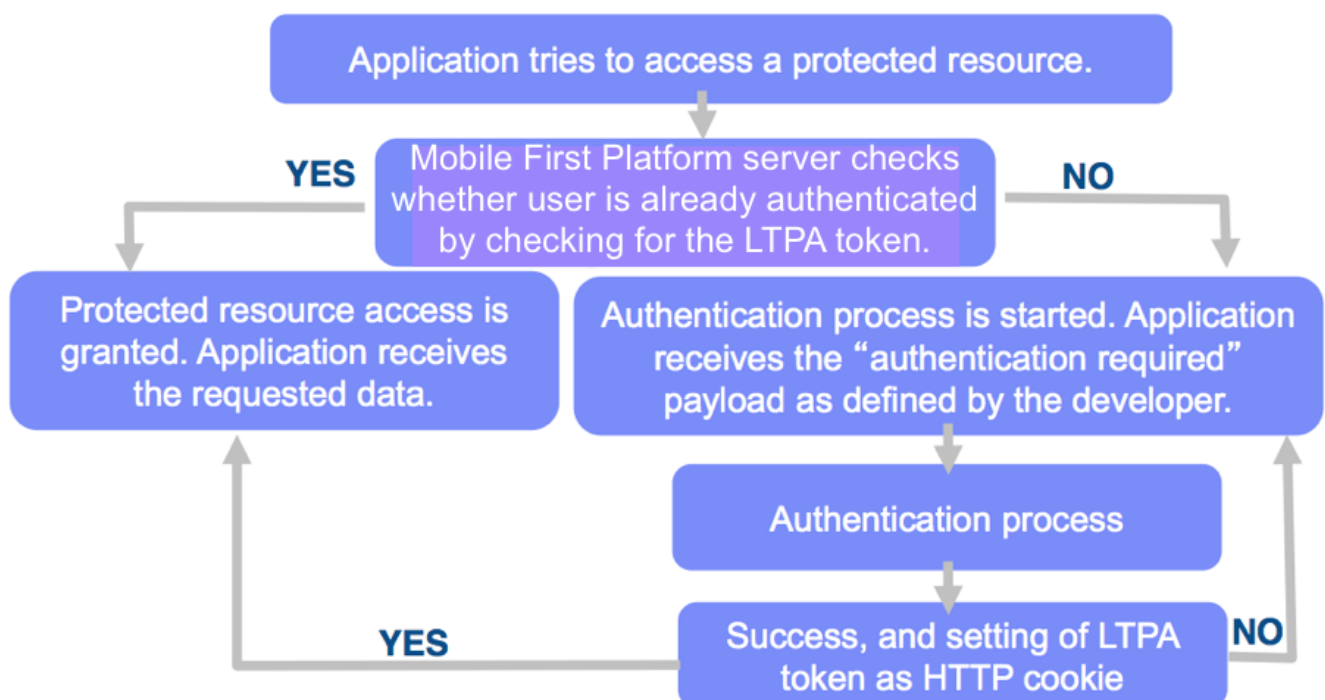 Application tries to access a protected resource.
YES
Mobile First Platform server checks
whether user is already authenticated
by checking for the LTPA token.
NO
Protected resource access is
granted. Application receives
the requested data.
Authentication process is started. Application
receives the “authentication required”
payload as defined by the developer.
Authentication process
YES
Success, and setting of LTPA
token as HTTP cookie
NO